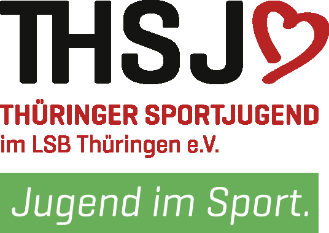 THSJ
THÜRINGER SPORTJUGEND
im LSB Thüringen e.V.
Jugend im Sport.